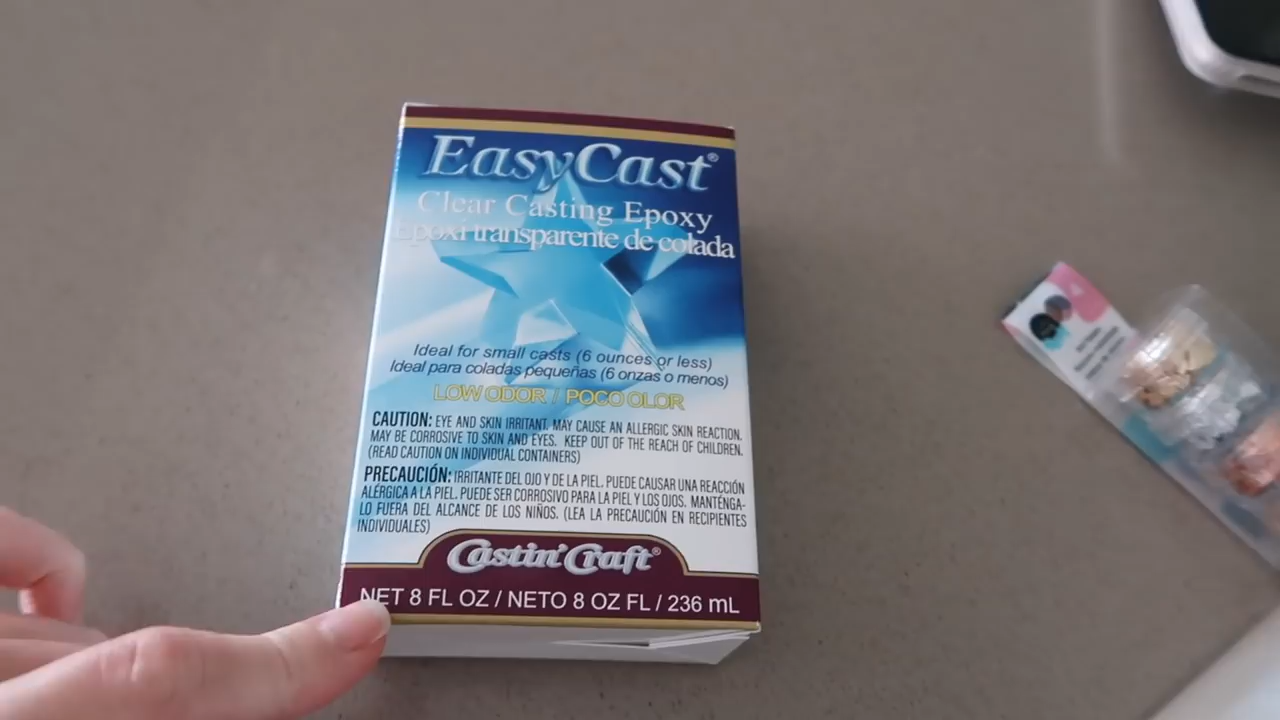 EasyCast®
Clear Casting Epoxy
Epoxi transparente de colada
Ideal for small casts (6 ounces or less)
Ideal para coladas pequeñas (6 onzas o menos)
LOW ODOR / POCO OLOR
CAUTION: EYE AND SKIN IRRITANT. MAY CAUSE AN ALLERGIC SKIN REACTION.
MAY BE CORROSIVE TO SKIN AND EYES. KEEP OUT OF THE REACH OF CHILDREN.
(READ CAUTION ON INDIVIDUAL CONTAINERS)
PRECAUCIÓN: IRRITANTE DEL OJO Y DE LA PIEL. PUEDE CAUSAR UNA REACCIÓN
ALÉRGICA A LA PIEL. PUEDE SER CORROSIVO PARA LA PIEL Y LOS OJOS. MANTÉNGA-
LO FUERA DEL ALCANCE DE LOS NIÑOS. (LEA LA PRECAUCIÓN EN RECIPIENTES
INDIVIDUALES)
Castin'Craft®
NET 8 FL OZ / NETO 8 OZ FL / 236 mL